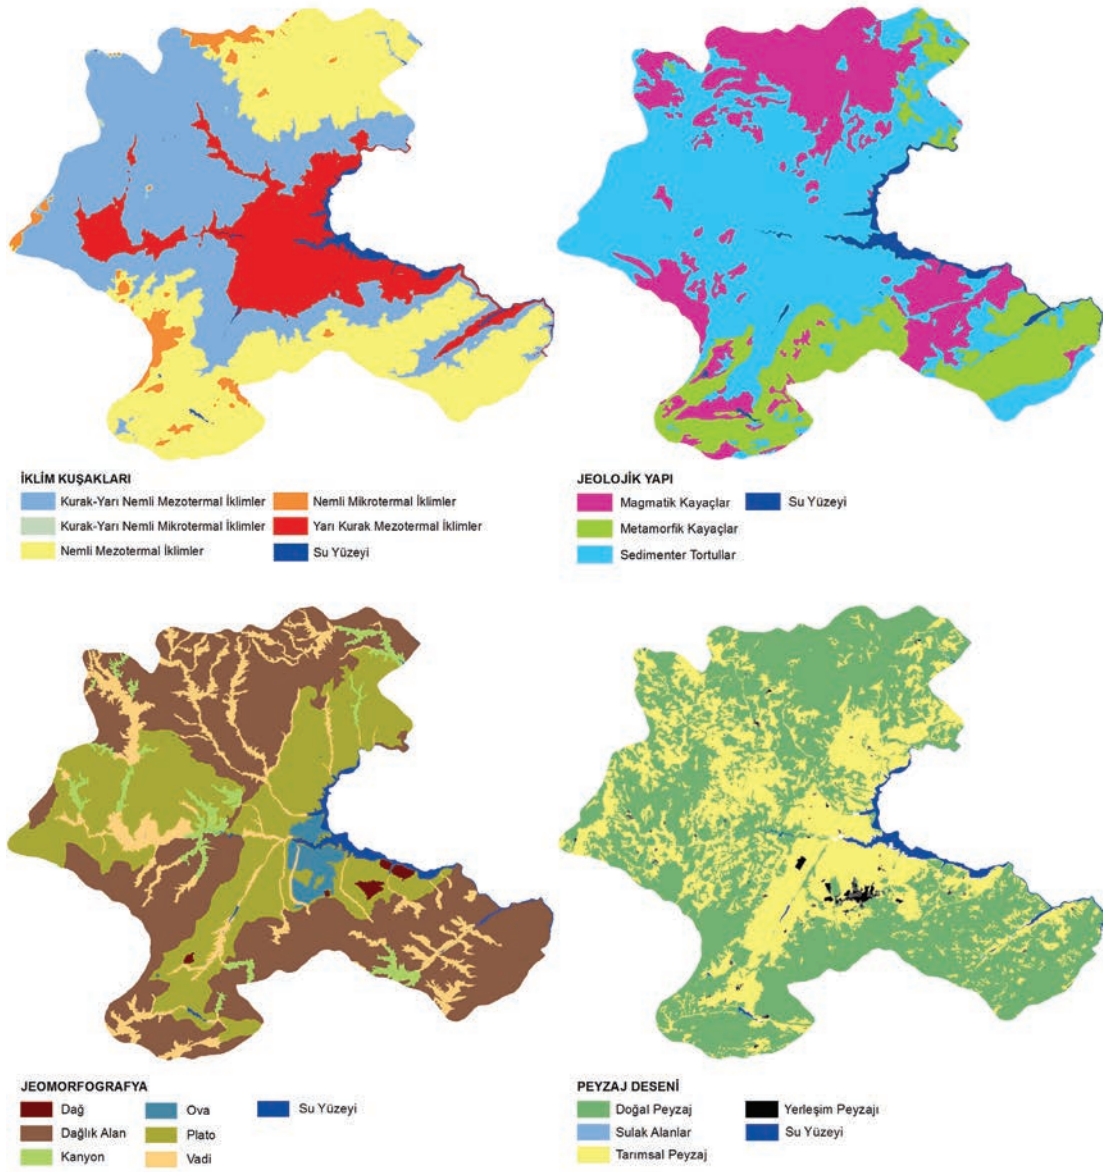 İKLİM KUŞAKLARI
Kurak-Yarı Nemli Mezotermal İklimler
Nemli Mikrotermal İklimler
Kurak-Yarı Nemli Mikrotermal İklimler
Yarı Kurak Mezotermal İklimler
Nemli Mezotermal İklimler
Su Yüzeyi
JEOLOJİK YAPI
Magmatik Kayaçlar
Su Yüzeyi
Metamorfik Kayaçlar
Sedimenter Tortullar
JEOMORFOGRAFYA
Dağ
Ova
Su Yüzeyi
Dağlık Alan
Plato
Kanyon
Vadi
PEYZAJ DESENİ
Doğal Peyzaj
Yerleşim Peyzajı
Sulak Alanlar
Su Yüzeyi
Tarımsal Peyzaj